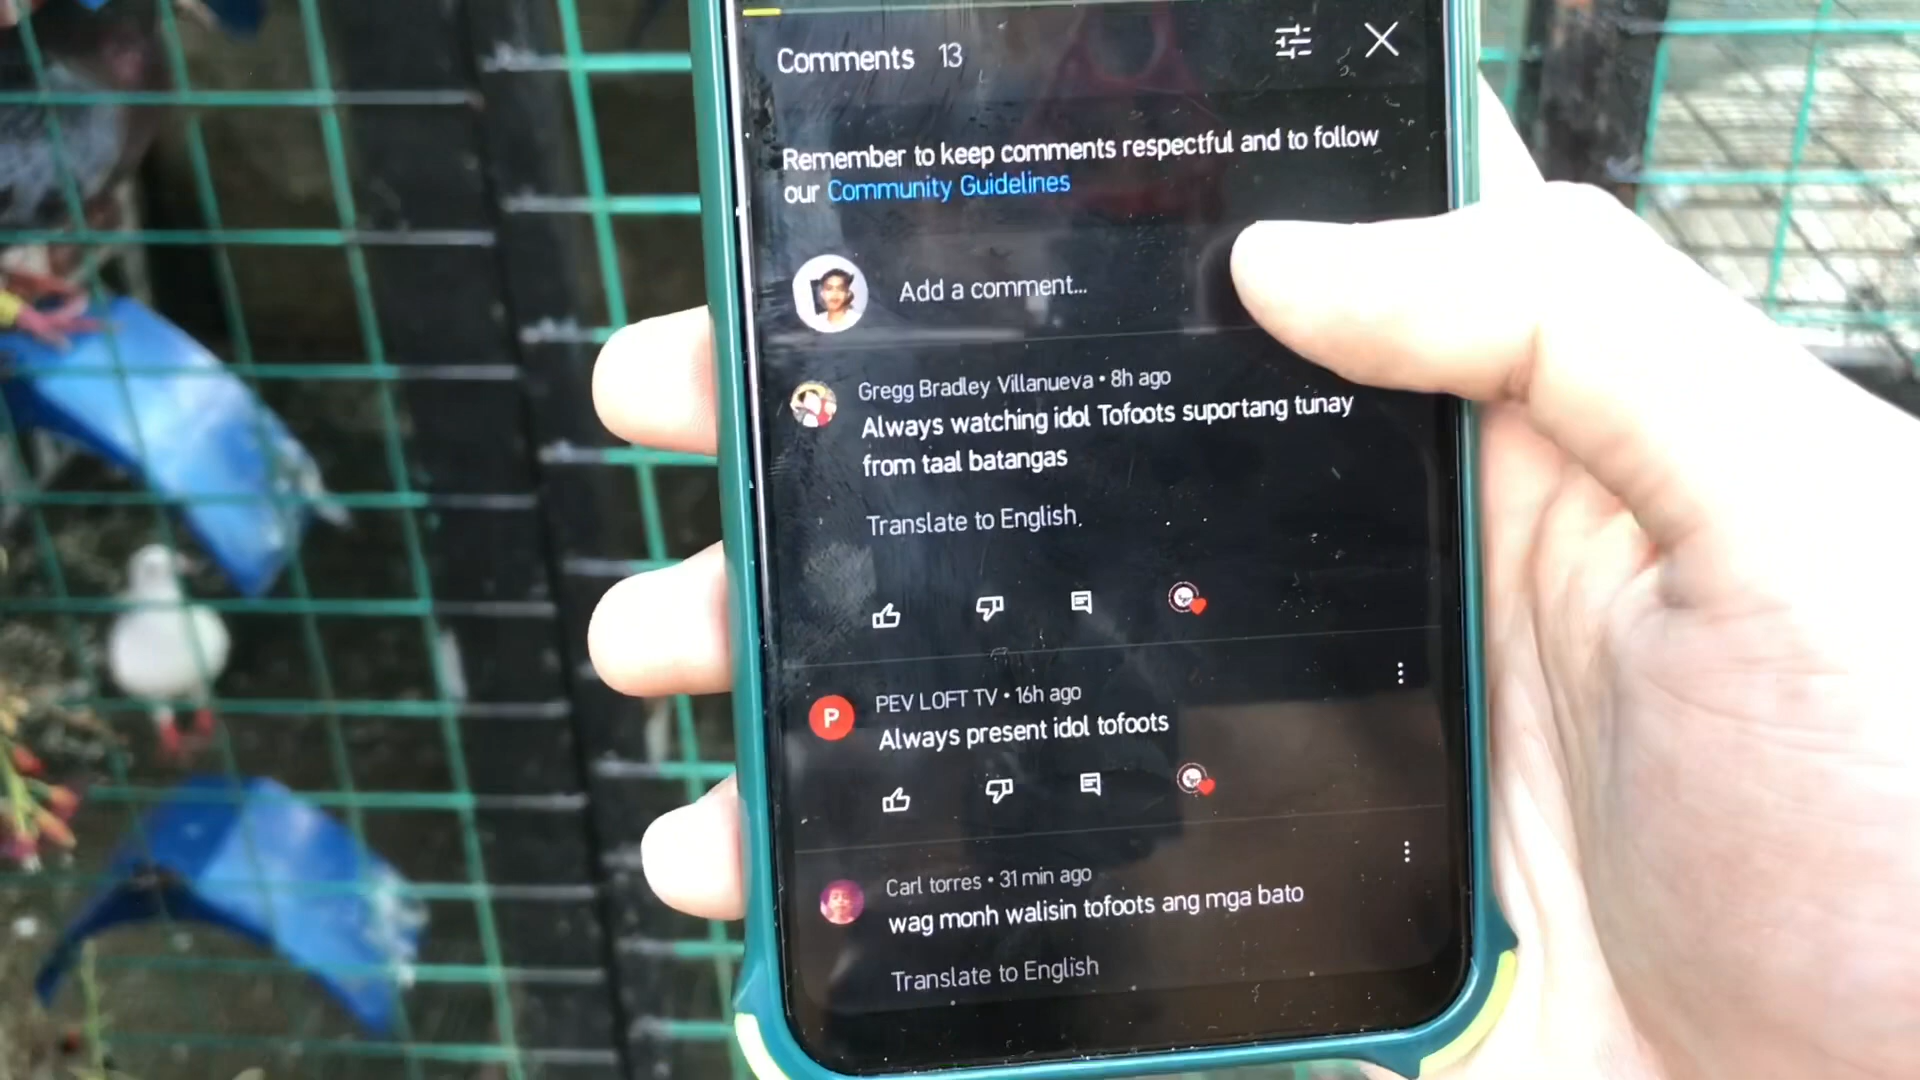 Comments 13
Remember to keep comments respectful and to follow
our Community Guidelines
Add a comment...
Gregg Bradley Villanueva • 8h ago
Always watching idol Tofoots suportang tunay
from taal batangas
Translate to English
P
PEV LOFT TV • 16h ago
Always present idol tofoots
Carl torres • 31 min ago
wag monh walisin tofoots ang mga bato
Translate to English